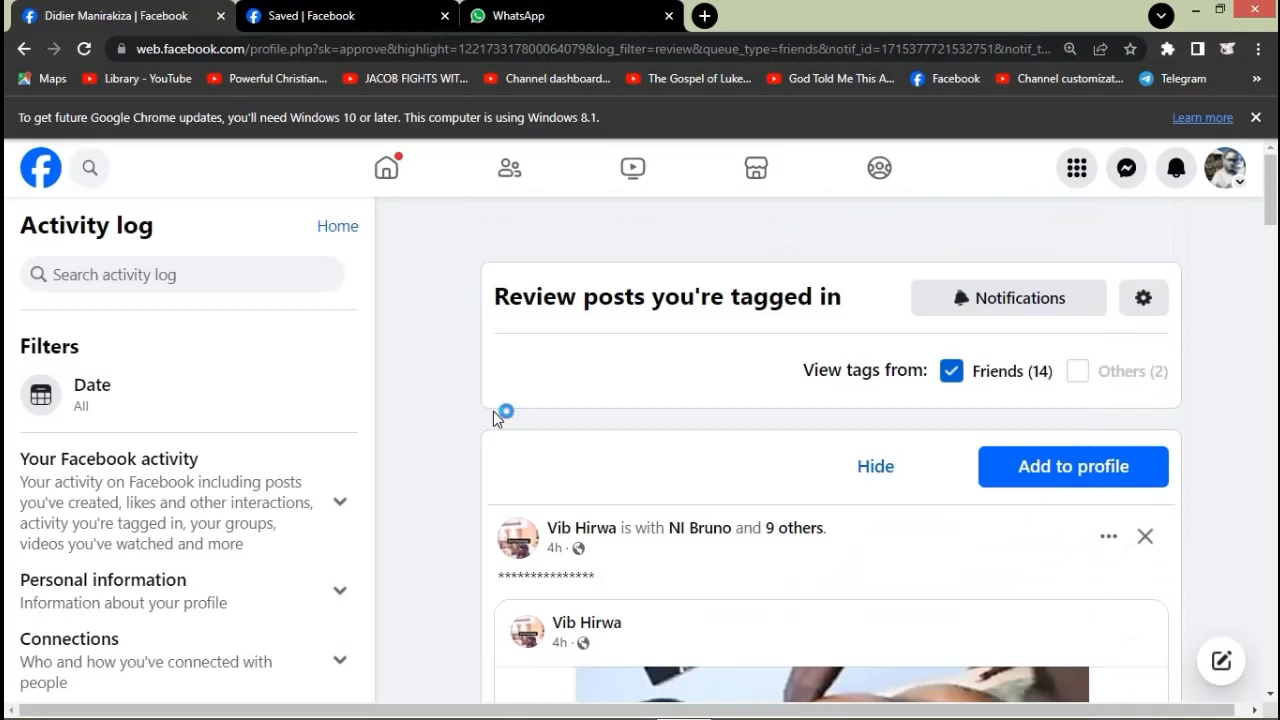 Didier Manirakiza | Facebook
Saved | Facebook
WhatsApp
web.facebook.com/profile.php?sk=approve&highlight=122173317800064079&log_filter=review&queue_type=friends&notif_id=1715377721532751&notif_t...
Maps
Library - YouTube
Powerful Christian...
JACOB FIGHTS WIT...
Channel dashboard...
The Gospel of Luke...
God Told Me This A...
Facebook
Channel customizat...
Telegram
»
To get future Google Chrome updates, you'll need Windows 10 or later. This computer is using Windows 8.1.
Learn more
Activity log
Home
Search activity log
Filters
Date
All
Your Facebook activity
Your activity on Facebook including posts
you've created, likes and other interactions,
activity you're tagged in, your groups,
videos you've watched and more
Personal information
Information about your profile
Connections
Who and how you've connected with
people
Review posts you're tagged in
Notifications
View tags from:
Friends (14)
Others (2)
Hide
Add to profile
Vib Hirwa is with NI Bruno and 9 others.
4h ·
***************
Vib Hirwa
4h ·